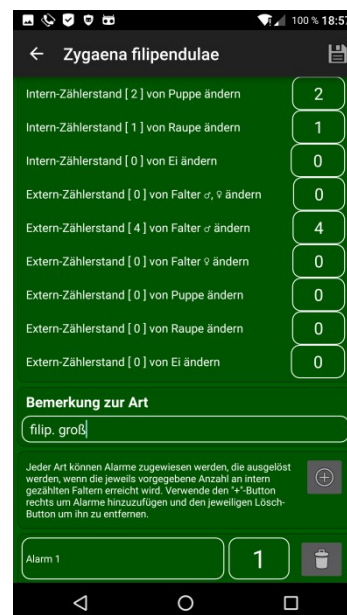 100 % 18:57
Zygaena filipendulae
Intern-Zählerstand [ 2 ] von Puppe ändern 2
Intern-Zählerstand [ 1 ] von Raupe ändern 1
Intern-Zählerstand [ 0 ] von Ei ändern 0
Extern-Zählerstand [ 0 ] von Falter ♂, ♀ ändern 0
Extern-Zählerstand [ 4 ] von Falter ♂ ändern 4
Extern-Zählerstand [ 0 ] von Falter ♀ ändern 0
Extern-Zählerstand [ 0 ] von Puppe ändern 0
Extern-Zählerstand [ 0 ] von Raupe ändern 0
Extern-Zählerstand [ 0 ] von Ei ändern 0
Bemerkung zur Art
filip. groß
Jeder Art können Alarme zugewiesen werden, die ausgelöst
werden, wenn die jeweils vorgegebene Anzahl an intern
gezählten Faltern erreicht wird. Verwende den "+"-Button
rechts um Alarme hinzuzufügen und den jeweiligen Lösch-
Button um ihn zu entfernen.
Alarm 1 1